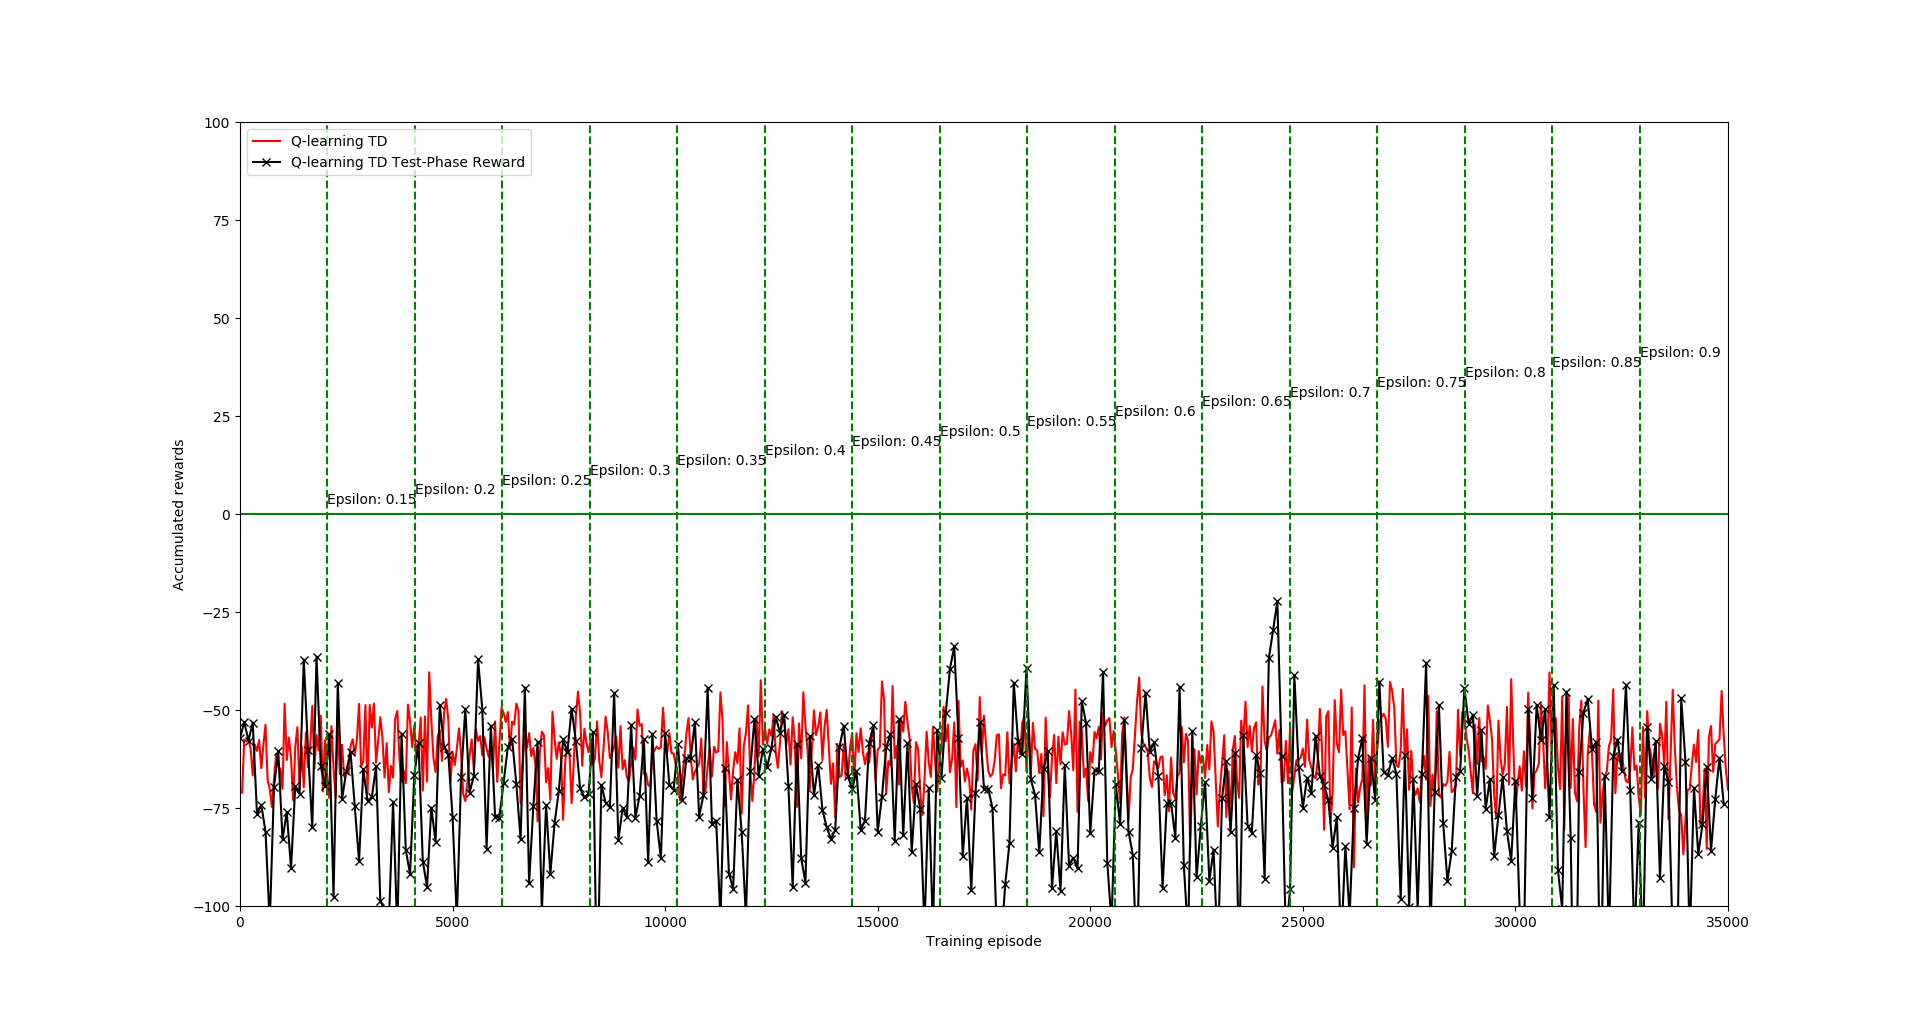 100
75
50
25
0
−25
−50
−75
−100
Accumulated rewards
Q-learning TD
Q-learning TD Test-Phase Reward
Epsilon: 0.15
Epsilon: 0.2
Epsilon: 0.25
Epsilon: 0.3
Epsilon: 0.35
Epsilon: 0.4
Epsilon: 0.45
Epsilon: 0.5
Epsilon: 0.55
Epsilon: 0.6
Epsilon: 0.65
Epsilon: 0.7
Epsilon: 0.75
Epsilon: 0.8
Epsilon: 0.85
Epsilon: 0.9
0 5000 10000 15000 20000 25000 30000 35000
Training episode